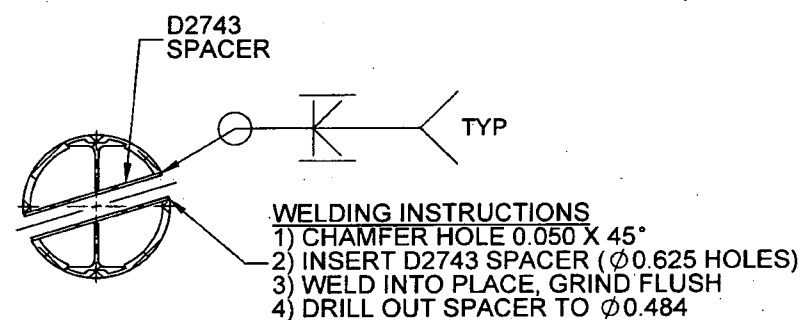 D2743
SPACER
TYP
WELDING INSTRUCTIONS
1) CHAMFER HOLE 0.050 X 45°
2) INSERT D2743 SPACER (∅0.625 HOLES)
3) WELD INTO PLACE, GRIND FLUSH
4) DRILL OUT SPACER TO ∅0.484